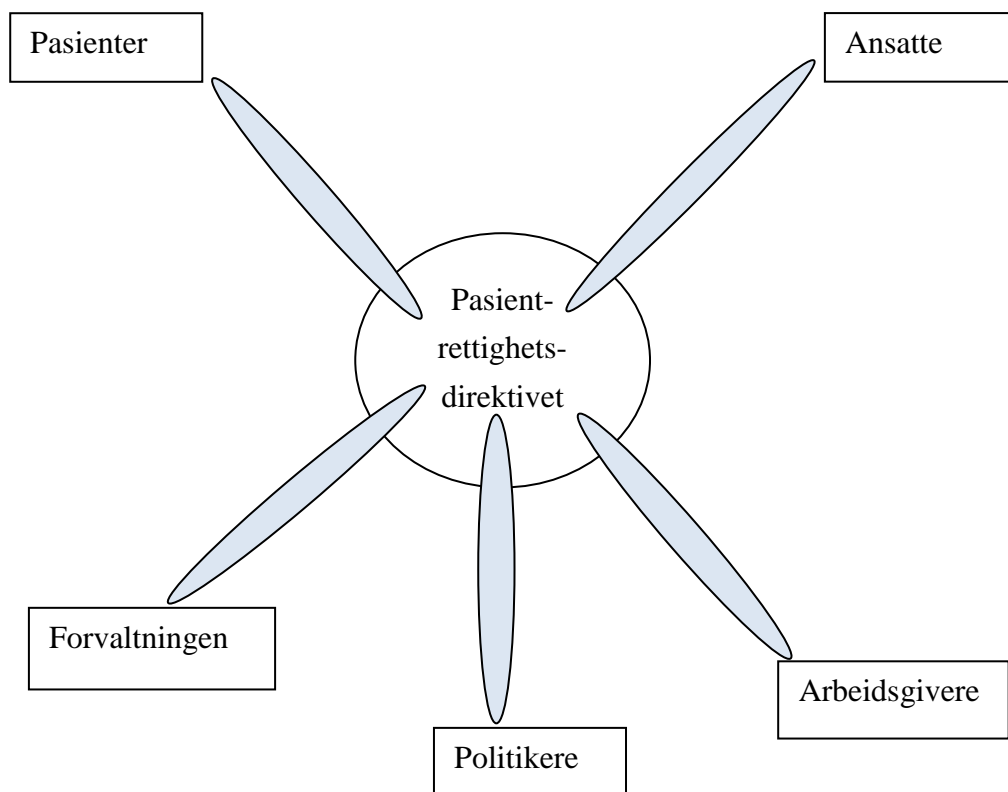 Pasienter
Ansatte
Pasient-
rettighets-
direktivet
Forvaltningen
Arbeidsgivere
Politikere